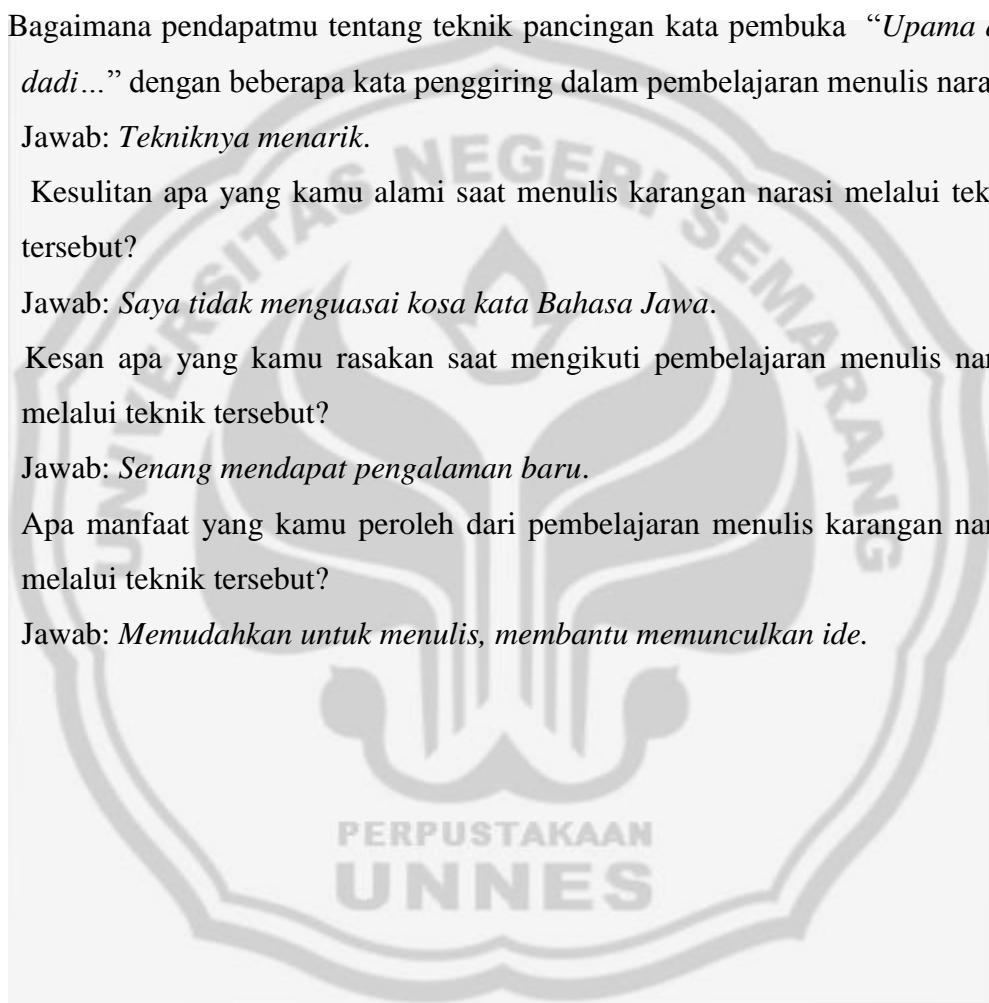 Bagaimana pendapatmu tentang teknik pancingan kata pembuka “Upama
dadi…” dengan beberapa kata penggiring dalam pembelajaran menulis
Jawab: Tekniknya menarik.
Kesulitan apa yang kamu alami saat menulis karangan narasi melalui
tersebut?
Jawab: Saya tidak menguasai kosa kata Bahasa Jawa.
Kesan apa yang kamu rasakan saat mengikuti pembelajaran menulis
melalui teknik tersebut?
Jawab: Senang mendapat pengalaman baru.
Apa manfaat yang kamu peroleh dari pembelajaran menulis karangan
melalui teknik tersebut?
Jawab: Memudahkan untuk menulis, membantu memunculkan ide.
UNIVERSITAS NEGERI SEMARANG
PERPUSTAKAAN
UNNES